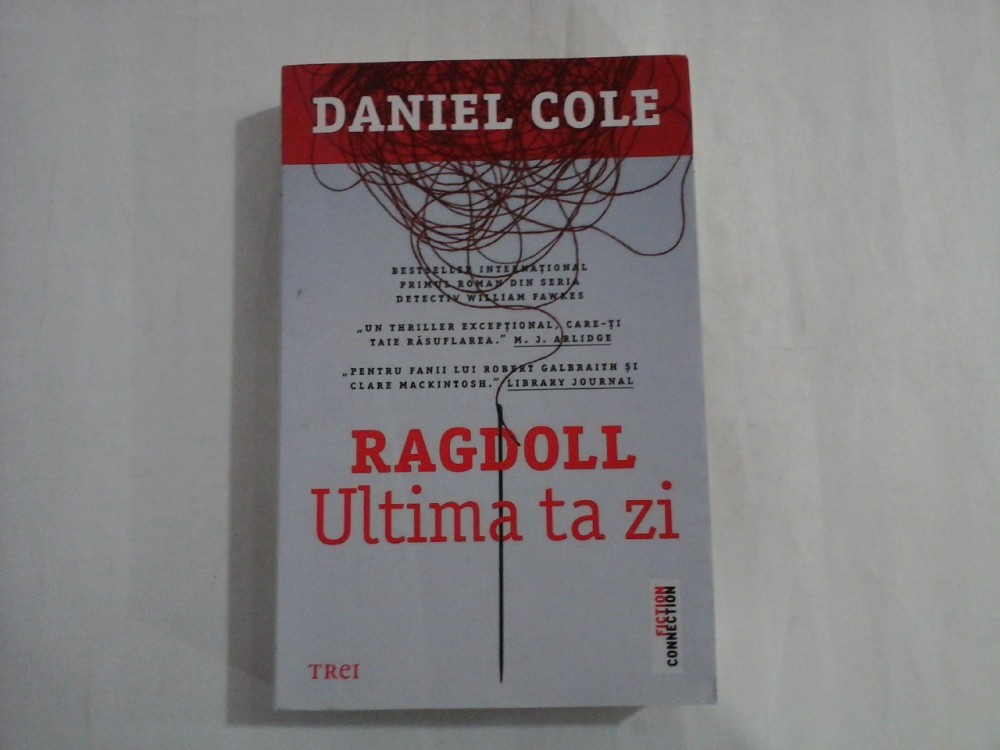 DANIEL COLE
BESTSELLER INTERNAȚIONAL
PRIMUL ROMAN DIN SERIA
DETECTIV WILLIAM FAWKES
„UN THRILLER EXCEPȚIONAL, CARE-ȚI
TAIE RĂSUFLAREA.” M. J. ARLIDGE
„PENTRU FANII LUI ROBERT GALBRAITH ȘI
CLARE MACKINTOSH.” LIBRARY JOURNAL
RAGDOLL
Ultima ta zi
FICTION
CONNECTION
TREI